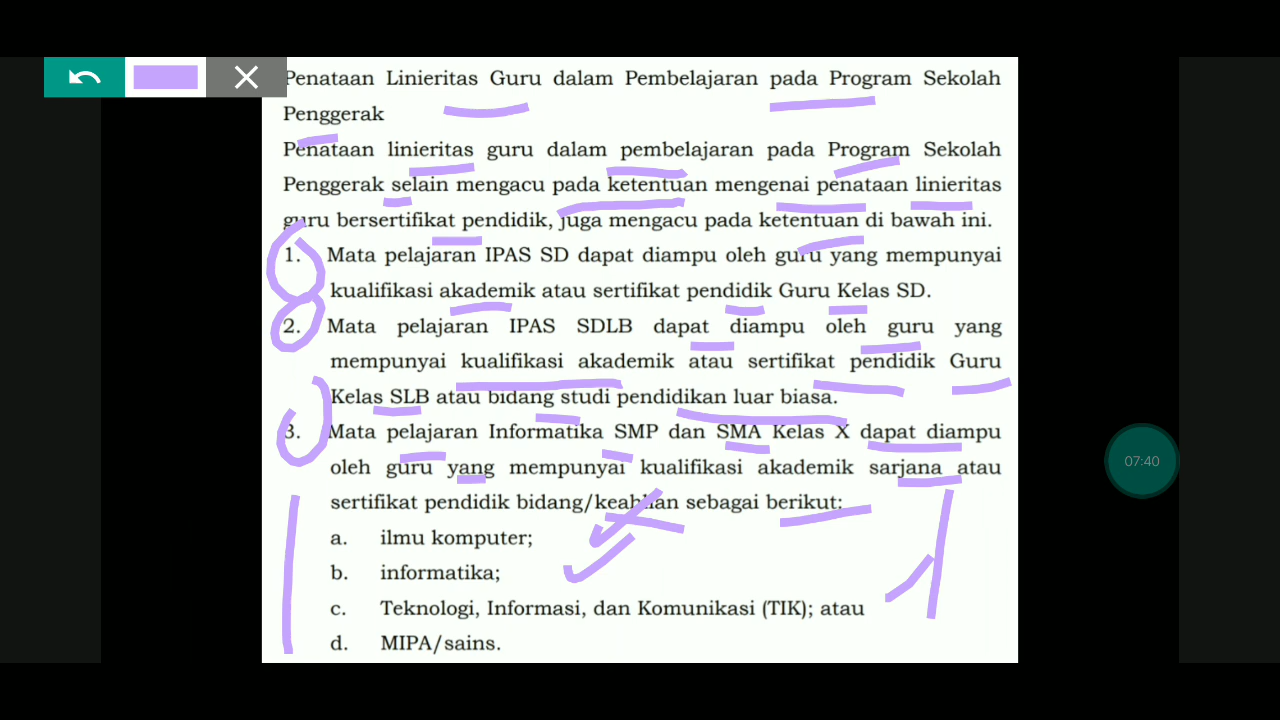 Penataan Linieritas Guru dalam Pembelajaran pada Program Sekolah
Penggerak
Penataan linieritas guru dalam pembelajaran pada Program Sekolah
Penggerak selain mengacu pada ketentuan mengenai penataan linieritas
guru bersertifikat pendidik, juga mengacu pada ketentuan di bawah ini.
1. Mata pelajaran IPAS SD dapat diampu oleh guru yang mempunyai
kualifikasi akademik atau sertifikat pendidik Guru Kelas SD.
2. Mata pelajaran IPAS SDLB dapat diampu oleh guru yang
mempunyai kualifikasi akademik atau sertifikat pendidik Guru
Kelas SLB atau bidang studi pendidikan luar biasa.
3. Mata pelajaran Informatika SMP dan SMA Kelas X dapat diampu
oleh guru yang mempunyai kualifikasi akademik sarjana atau
sertifikat pendidik bidang/keahlian sebagai berikut:
a. ilmu komputer;
b. informatika;
c. Teknologi, Informasi, dan Komunikasi (TIK); atau
d. MIPA/sains.
07:40